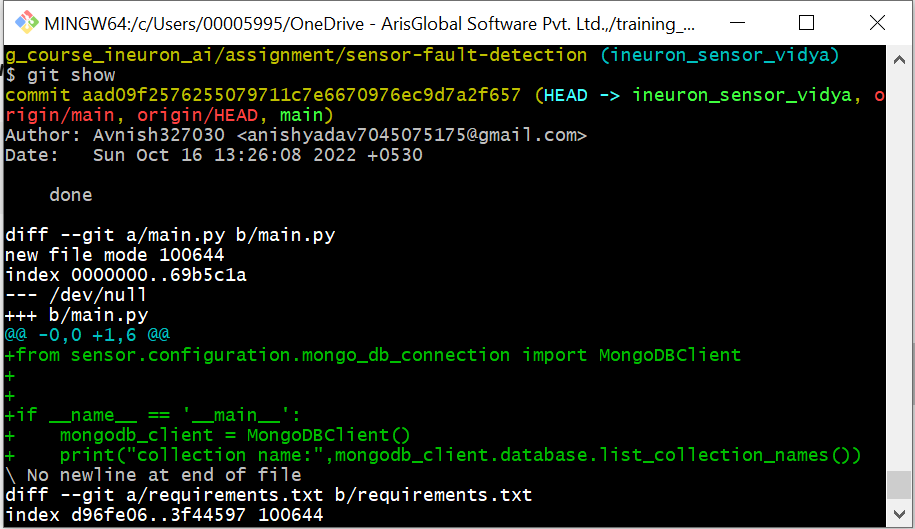 MINGW64:/c/Users/00005995/OneDrive - ArisGlobal Software Pvt. Ltd.,/training_...
g_course_ineuron_ai/assignment/sensor-fault-detection (ineuron_sensor_vidya)
$ git show
commit aad09f2576255079711c7e6670976ec9d7a2f657 (HEAD -> ineuron_sensor_vidya, o
rigin/main, origin/HEAD, main)
Author: Avnish327030 <anishyadav7045075175@gmail.com>
Date:   Sun Oct 16 13:26:08 2022 +0530

    done

diff --git a/main.py b/main.py
new file mode 100644
index 0000000..69b5c1a
--- /dev/null
+++ b/main.py
@@ -0,0 +1,6 @@
+from sensor.configuration.mongo_db_connection import MongoDBClient
+
+
+if __name__ == '__main__':
+    mongodb_client = MongoDBClient()
+    print("collection name:",mongodb_client.database.list_collection_names())
\ No newline at end of file
diff --git a/requirements.txt b/requirements.txt
index d96fe06..3f44597 100644